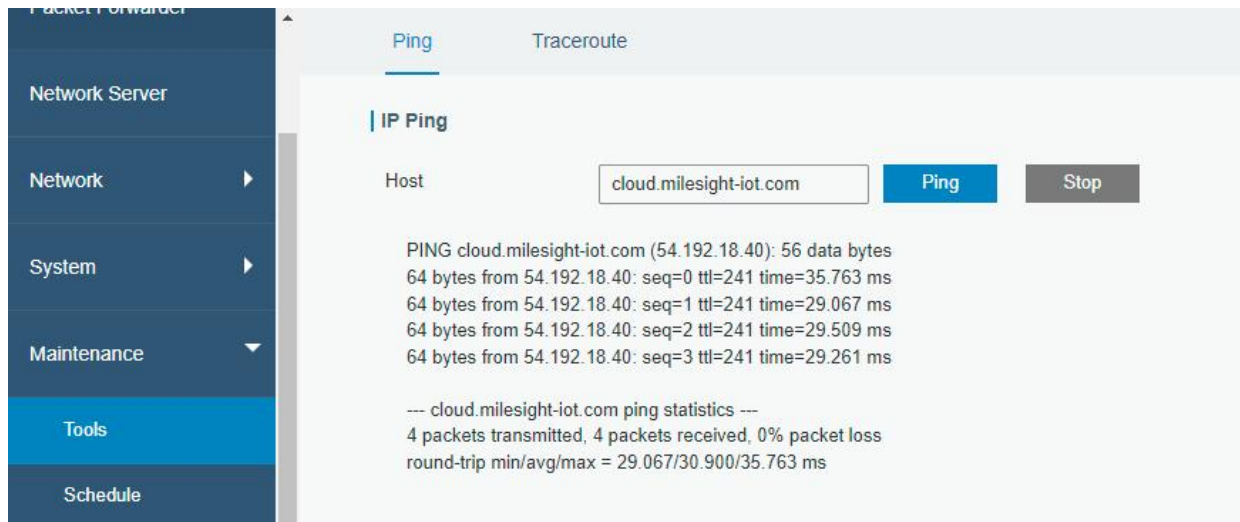 Packet Forwarder
Network Server
Network
System
Maintenance
Tools
Schedule
Ping Traceroute
IP Ping
Host cloud.milesight-iot.com Ping Stop
PING cloud.milesight-iot.com (54.192.18.40): 56 data bytes
64 bytes from 54.192.18.40: seq=0 ttl=241 time=35.763 ms
64 bytes from 54.192.18.40: seq=1 ttl=241 time=29.067 ms
64 bytes from 54.192.18.40: seq=2 ttl=241 time=29.509 ms
64 bytes from 54.192.18.40: seq=3 ttl=241 time=29.261 ms
--- cloud.milesight-iot.com ping statistics ---
4 packets transmitted, 4 packets received, 0% packet loss
round-trip min/avg/max = 29.067/30.900/35.763 ms